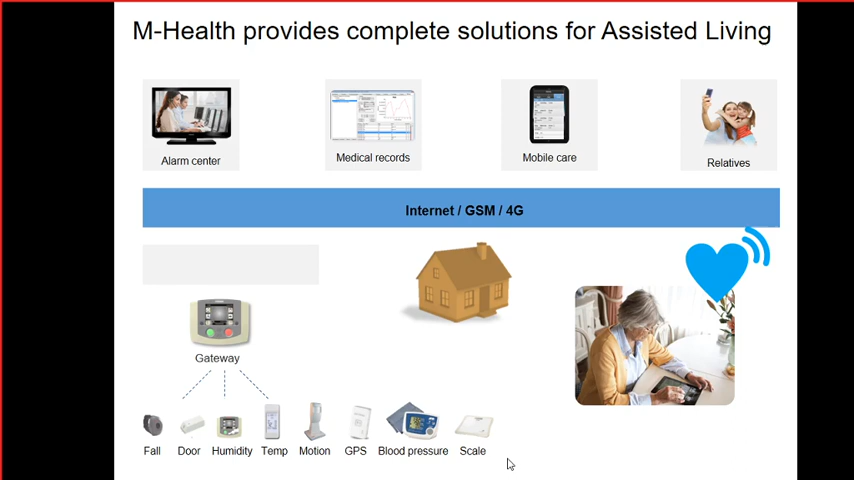 M-Health provides complete solutions for Assisted Living
Alarm center
Medical records
Mobile care
Relatives
Internet / GSM / 4G
Gateway
Fall
Door
Humidity
Temp
Motion
GPS
Blood pressure
Scale